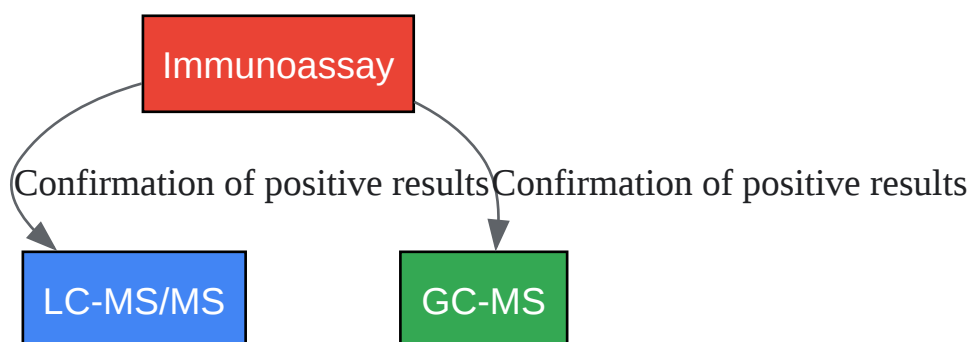 Immunoassay
Confirmation of positive results
Confirmation of positive results
LC-MS/MS
GC-MS